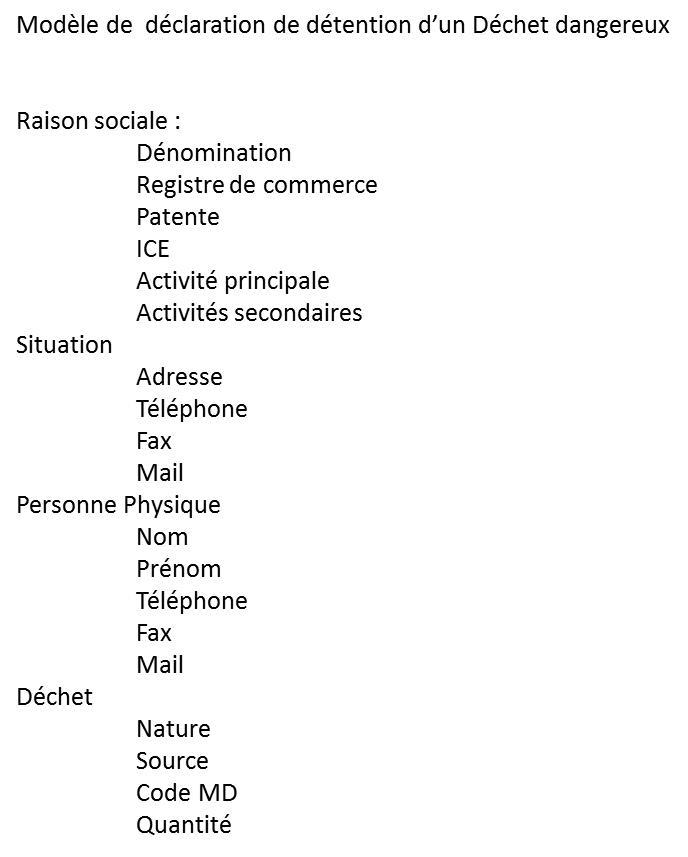 Modèle de déclaration de détention d’un Déchet dangereux
Raison sociale :
Dénomination
Registre de commerce
Patente
ICE
Activité principale
Activités secondaires
Situation
Adresse
Téléphone
Fax
Mail
Personne Physique
Nom
Prénom
Téléphone
Fax
Mail
Déchet
Nature
Source
Code MD
Quantité